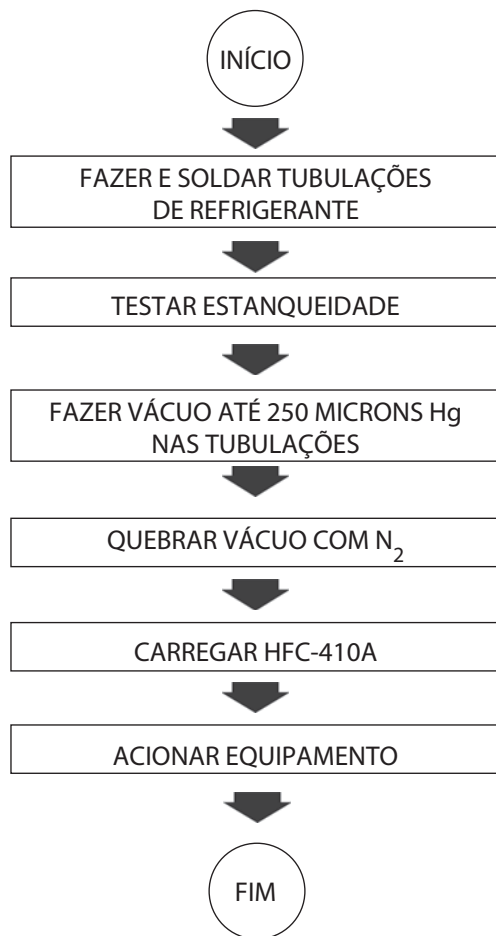 INÍCIO
FAZER E SOLDAR TUBULAÇÕES
DE REFRIGERANTE
TESTAR ESTANQUEIDADE
FAZER VÁCUO ATÉ 250 MICRONS Hg
NAS TUBULAÇÕES
QUEBRAR VÁCUO COM N₂
CARREGAR HFC-410A
ACIONAR EQUIPAMENTO
FIM